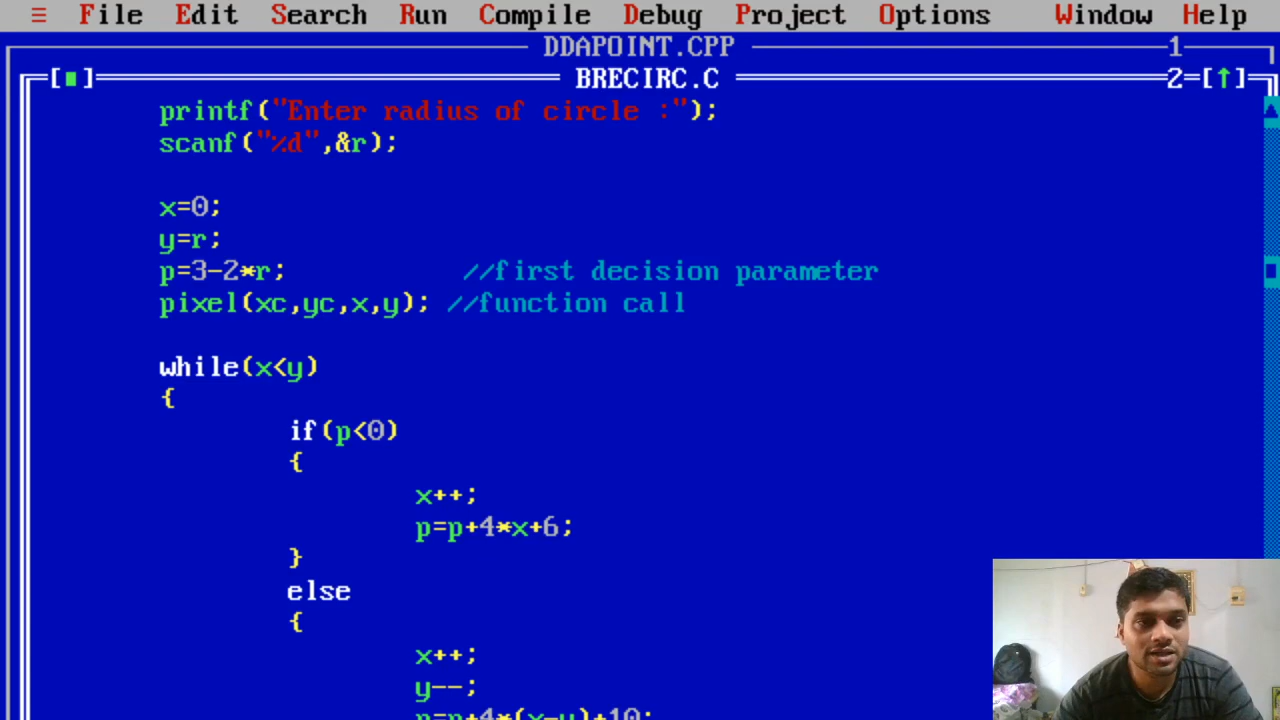 ≡ File Edit Search Run Compile Debug Project Options Window Help
DDAPOINT.CPP 1
[■] BRECIRC.C 2=[↑]
printf("Enter radius of circle :");
scanf("%d",&r);
x=0;
y=r;
p=3-2*r; //first decision parameter
pixel(xc,yc,x,y); //function call
while(x<y)
{
if(p<0)
{
x++;
p=p+4*x+6;
}
else
{
x++;
y--;
p=p+4*(x-y)+10;